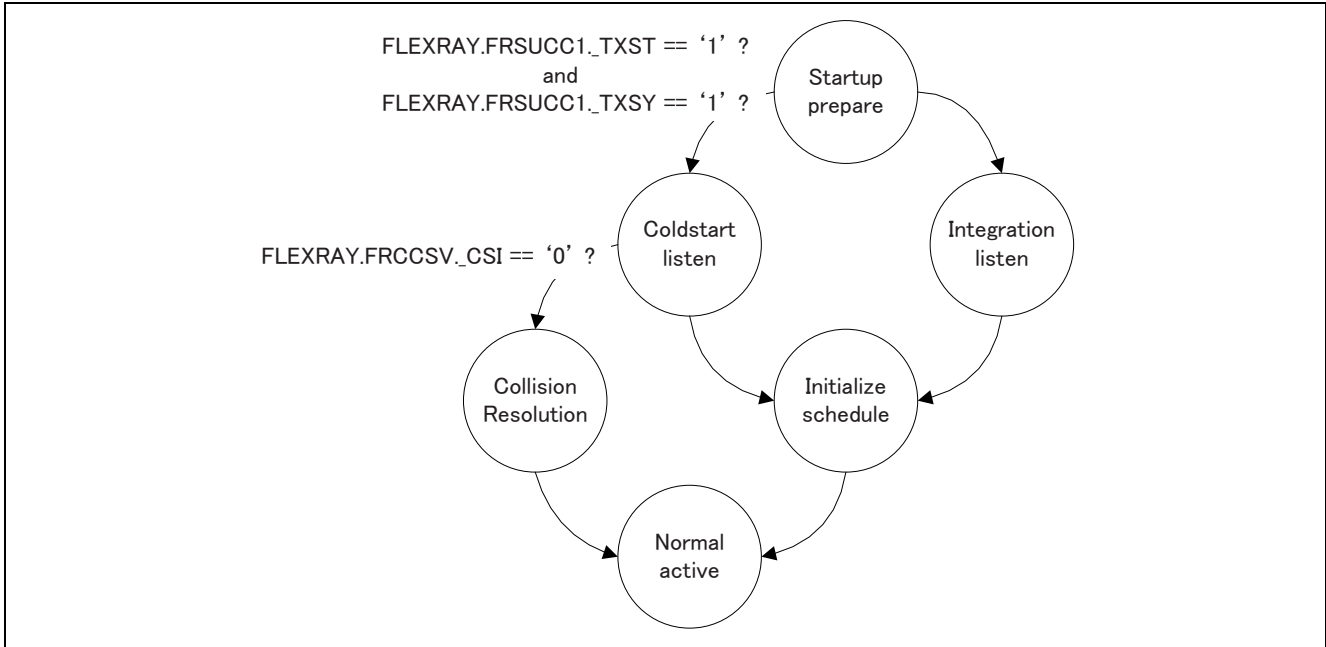 FLEXRAY.FRSUCC1._TXST == ‘1’ ?
and
FLEXRAY.FRSUCC1._TXSY == ‘1’ ?
Startup
prepare
Coldstart
listen
Integration
listen
FLEXRAY.FRCCSV._CSI == ‘0’ ?
Collision
Resolution
Initialize
schedule
Normal
active